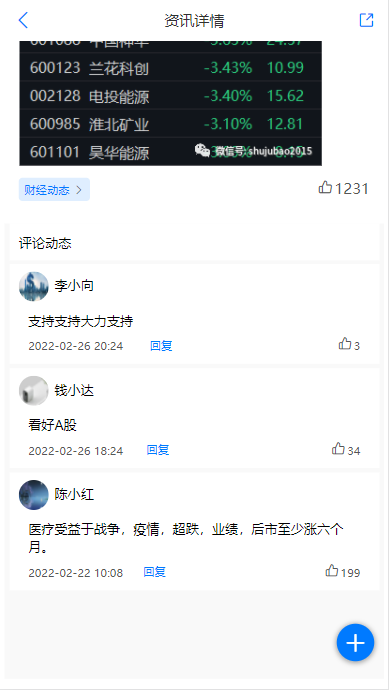 资讯详情
600123 兰花科创 -3.43% 10.99
002128 电投能源 -3.40% 15.62
600985 淮北矿业 -3.10% 12.81
601101 昊华能源
微信号: shujubao2015
财经动态 >
1231
评论动态
李小向
支持支持大力支持
2022-02-26 20:24 回复 3
钱小达
看好A股
2022-02-26 18:24 回复 34
陈小红
医疗受益于战争，疫情，超跌，业绩，后市至少涨六个
月。
2022-02-22 10:08 回复 199